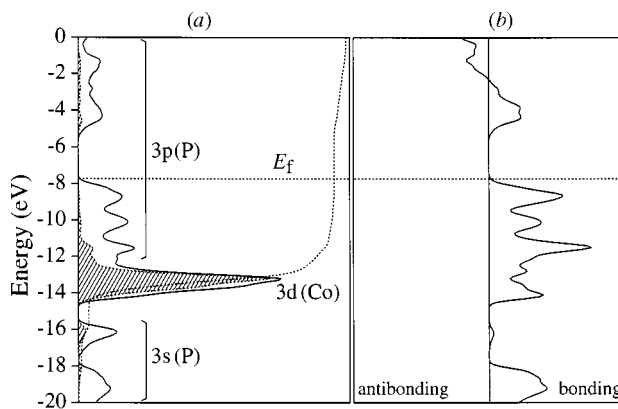 (a)
(b)
0
-2
-4
-6
-8
-10
-12
-14
-16
-18
-20
Energy (eV)
3p (P)
E_f
3d (Co)
3s (P)
antibonding
bonding